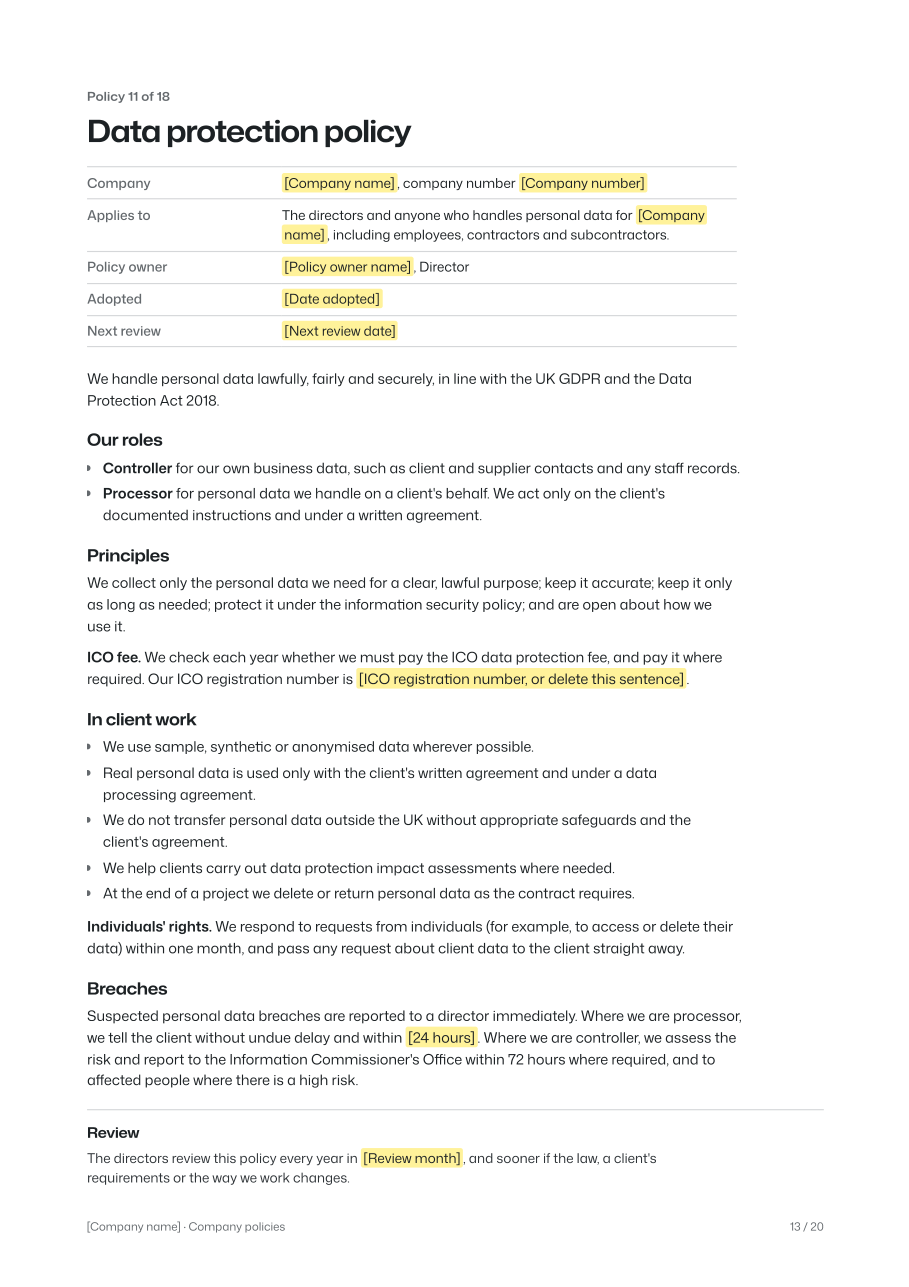 Policy 11 of 18
Data protection policy
Company [Company name], company number [Company number]
Applies to The directors and anyone who handles personal data for [Company
name], including employees, contractors and subcontractors.
Policy owner [Policy owner name], Director
Adopted [Date adopted]
Next review [Next review date]
We handle personal data lawfully, fairly and securely, in line with the UK GDPR and the Data
Protection Act 2018.
Our roles
Controller for our own business data, such as client and supplier contacts and any staff records.
Processor for personal data we handle on a client's behalf. We act only on the client's
documented instructions and under a written agreement.
Principles
We collect only the personal data we need for a clear, lawful purpose; keep it accurate; keep it only
as long as needed; protect it under the information security policy; and are open about how we
use it.
ICO fee. We check each year whether we must pay the ICO data protection fee, and pay it where
required. Our ICO registration number is [ICO registration number, or delete this sentence].
In client work
We use sample, synthetic or anonymised data wherever possible.
Real personal data is used only with the client's written agreement and under a data
processing agreement.
We do not transfer personal data outside the UK without appropriate safeguards and the
client's agreement.
We help clients carry out data protection impact assessments where needed.
At the end of a project we delete or return personal data as the contract requires.
Individuals' rights. We respond to requests from individuals (for example, to access or delete their
data) within one month, and pass any request about client data to the client straight away.
Breaches
Suspected personal data breaches are reported to a director immediately. Where we are processor,
we tell the client without undue delay and within [24 hours]. Where we are controller, we assess the
risk and report to the Information Commissioner's Office within 72 hours where required, and to
affected people where there is a high risk.
Review
The directors review this policy every year in [Review month], and sooner if the law, a client's
requirements or the way we work changes.
[Company name] · Company policies 13 / 20